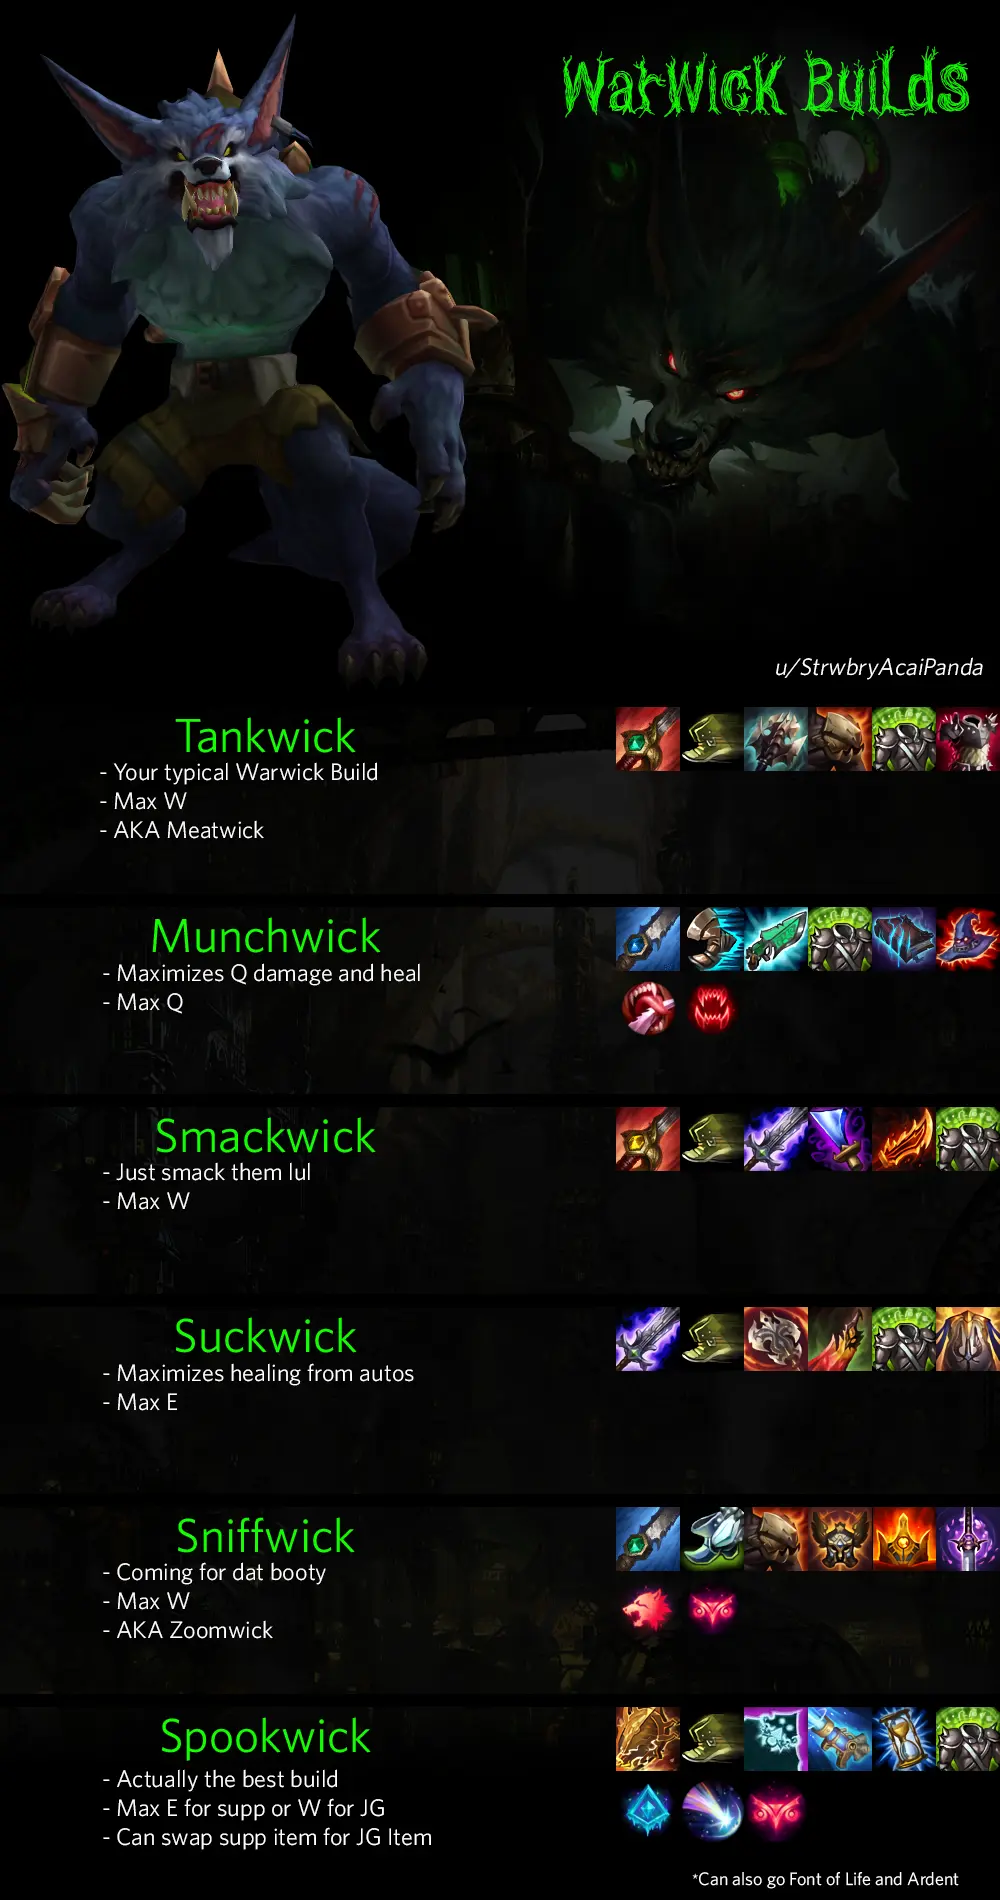 WarWick Builds
u/StrwbryAcaiPanda
Tankwick
- Your typical Warwick Build
- Max W
- AKA Meatwick
Munchwick
- Maximizes Q damage and heal
- Max Q
Smackwick
- Just smack them lul
- Max W
Suckwick
- Maximizes healing from autos
- Max E
Sniffwick
- Coming for dat booty
- Max W
- AKA Zoomwick
Spookwick
- Actually the best build
- Max E for supp or W for JG
- Can swap supp item for JG Item
*Can also go Font of Life and Ardent